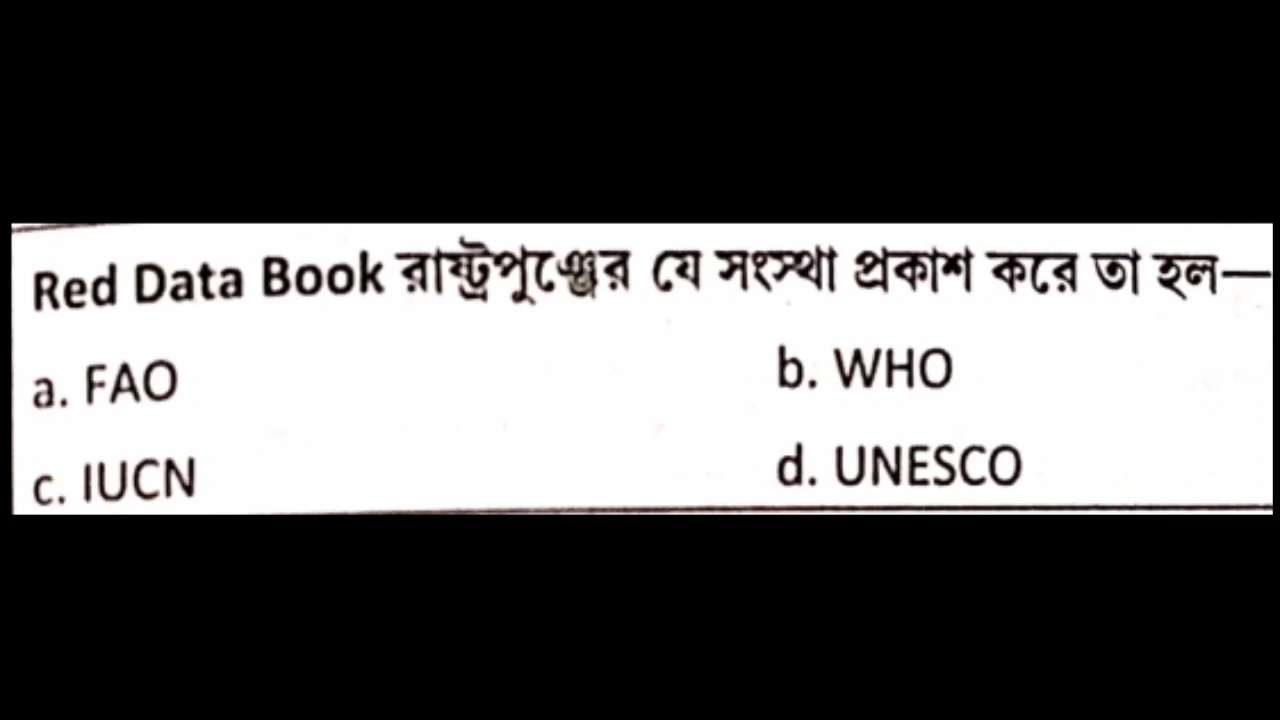 Red Data Book রাষ্ট্রপুঞ্জের যে সংস্থা প্রকাশ করে তা হল—
a. FAO b. WHO
c. IUCN d. UNESCO